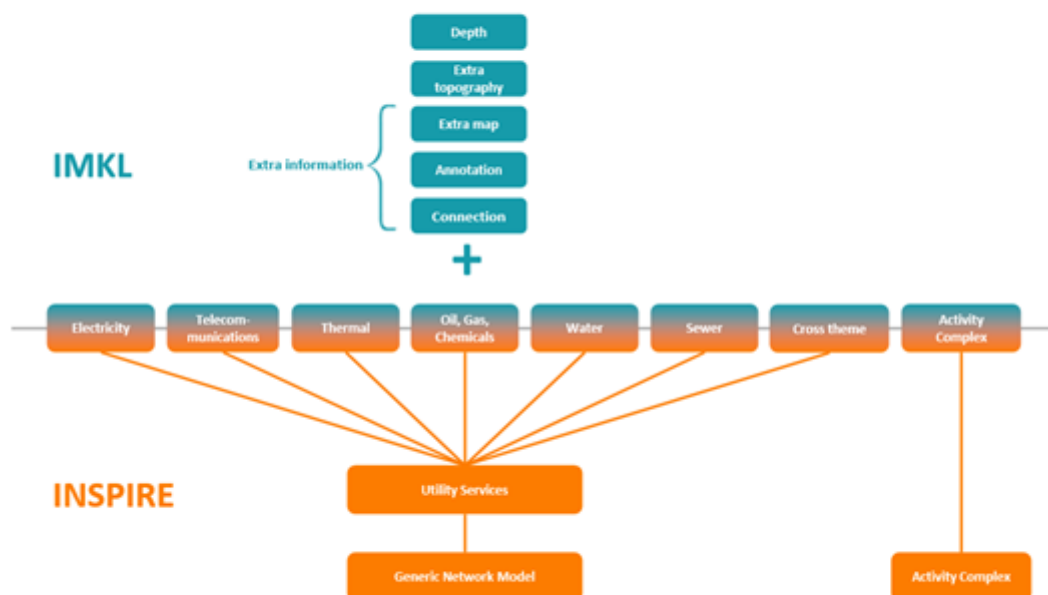 Depth
Extra
topography
Extra map
IMKL
Extra information
Annotation
Connection
+
Electricity
Telecom-
munications
Thermal
Oil, Gas,
Chemicals
Water
Sewer
Cross theme
Activity
Complex
INSPIRE
Utility Services
Generic Network Model
Activity Complex